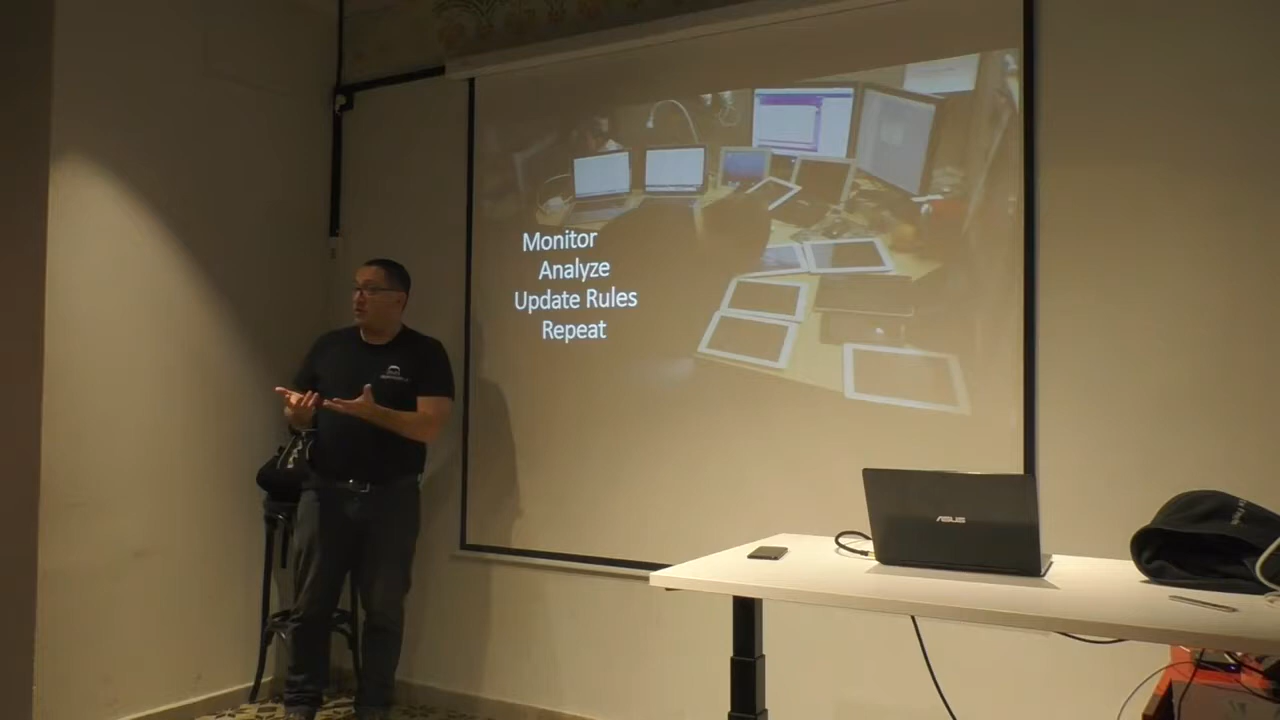 Monitor
Analyze
Update Rules
Repeat
ASUS